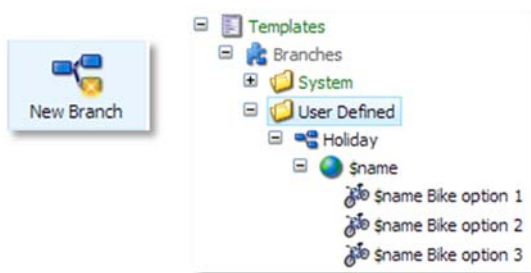 New Branch
Templates
Branches
System
User Defined
Holiday
$name
$name Bike option 1
$name Bike option 2
$name Bike option 3